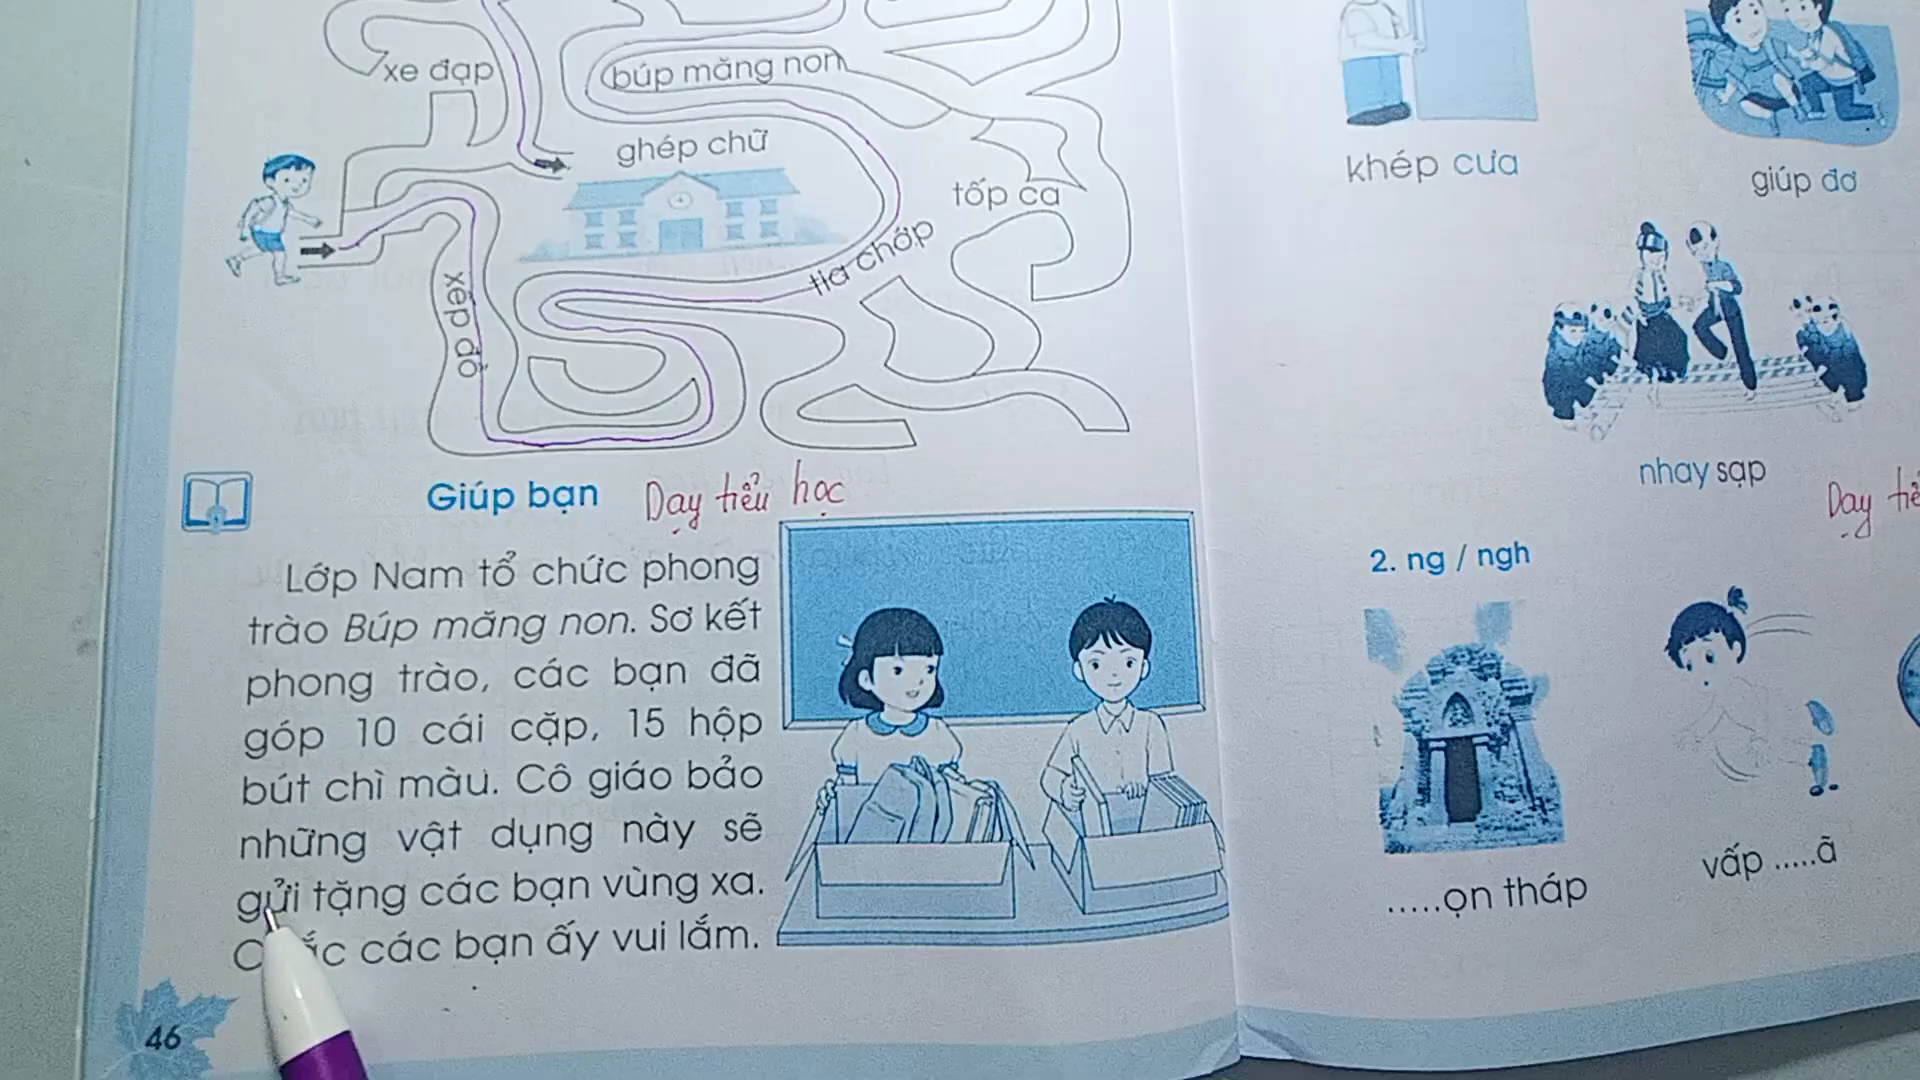 xe đạp
búp măng non
ghép chữ
tốp ca
tia chớp
xếp đồ
Giúp bạn
Dạy tiểu học
Lớp Nam tổ chức phong
trào Búp măng non. Sơ kết
phong trào, các bạn đã
góp 10 cái cặp, 15 hộp
bút chì màu. Cô giáo bảo
những vật dụng này sẽ
gửi tặng các bạn vùng xa.
các bạn ấy vui lắm.
46
khép cưa
giúp đơ
nhay sạp
Dạy
2. ng / ngh
.....ọn tháp
vấp .....ã